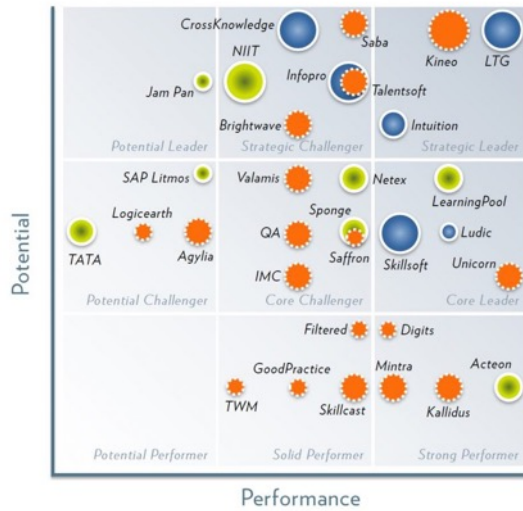 CrossKnowledge
Saba
Kineo
LTG
NIIT
Infopro
Talentsoft
Jam Pan
Brightwave
Intuition
Potential Leader
Strategic Challenger
Strategic Leader
SAP Litmos
Valamis
Netex
LearningPool
Logicearth
Sponge
TATA
Agylia
QA
Saffron
Skillsoft
Ludic
IMC
Unicorn
Potential Challenger
Core Challenger
Core Leader
Filtered
Digits
GoodPractice
Mintra
Acteon
TWM
Skillcast
Kallidus
Potential Performer
Solid Performer
Strong Performer
Potential
Performance